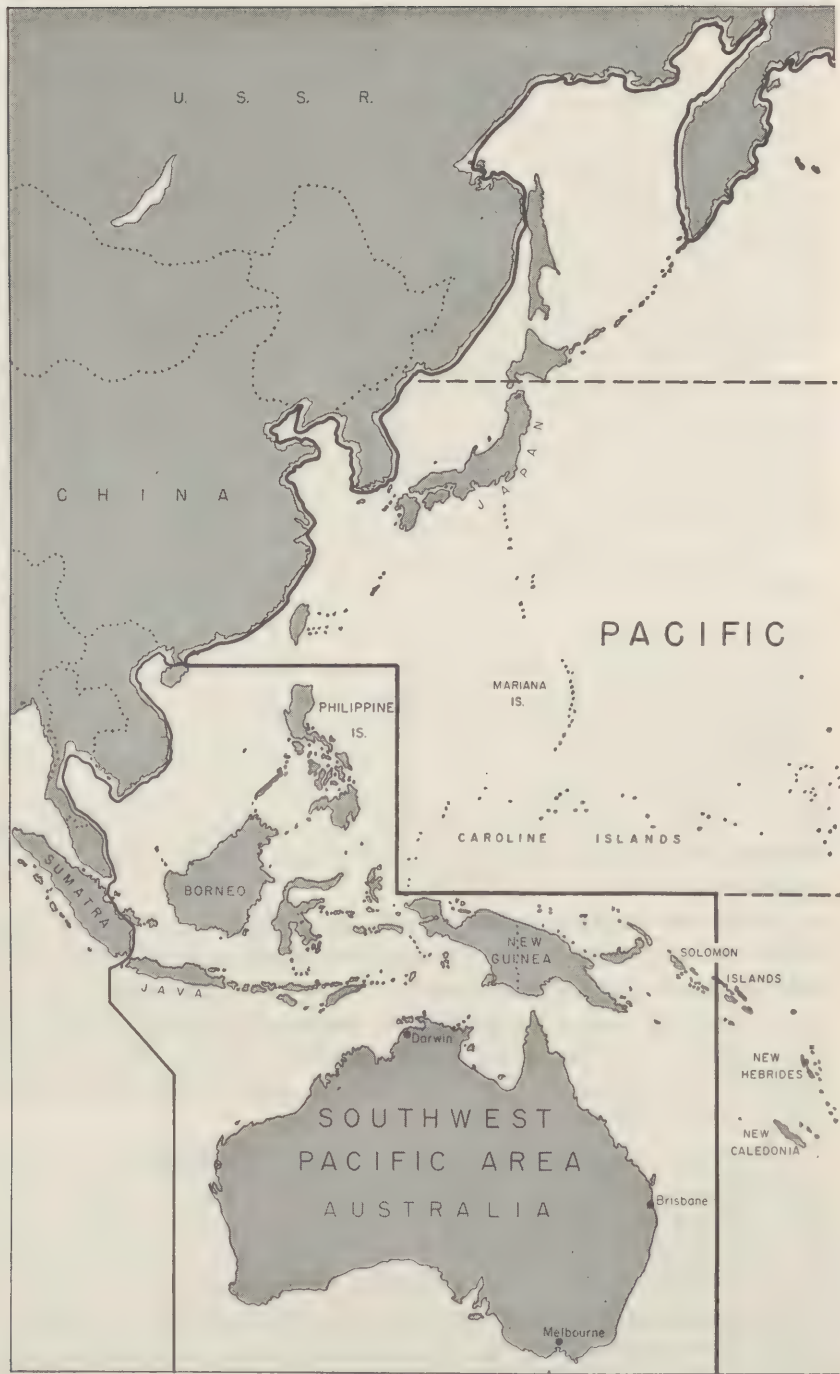 U. S. S. R.
CHINA
JAPAN
PACIFIC
MARIANA
IS.
PHILIPPINE
IS.
CAROLINE ISLANDS
SUMATRA
BORNEO
NEW
GUINEA
SOLOMON
ISLANDS
JAVA
Darwin
NEW
HEBRIDES
NEW
CALEDONIA
SOUTHWEST
PACIFIC AREA
AUSTRALIA
Brisbane
Melbourne